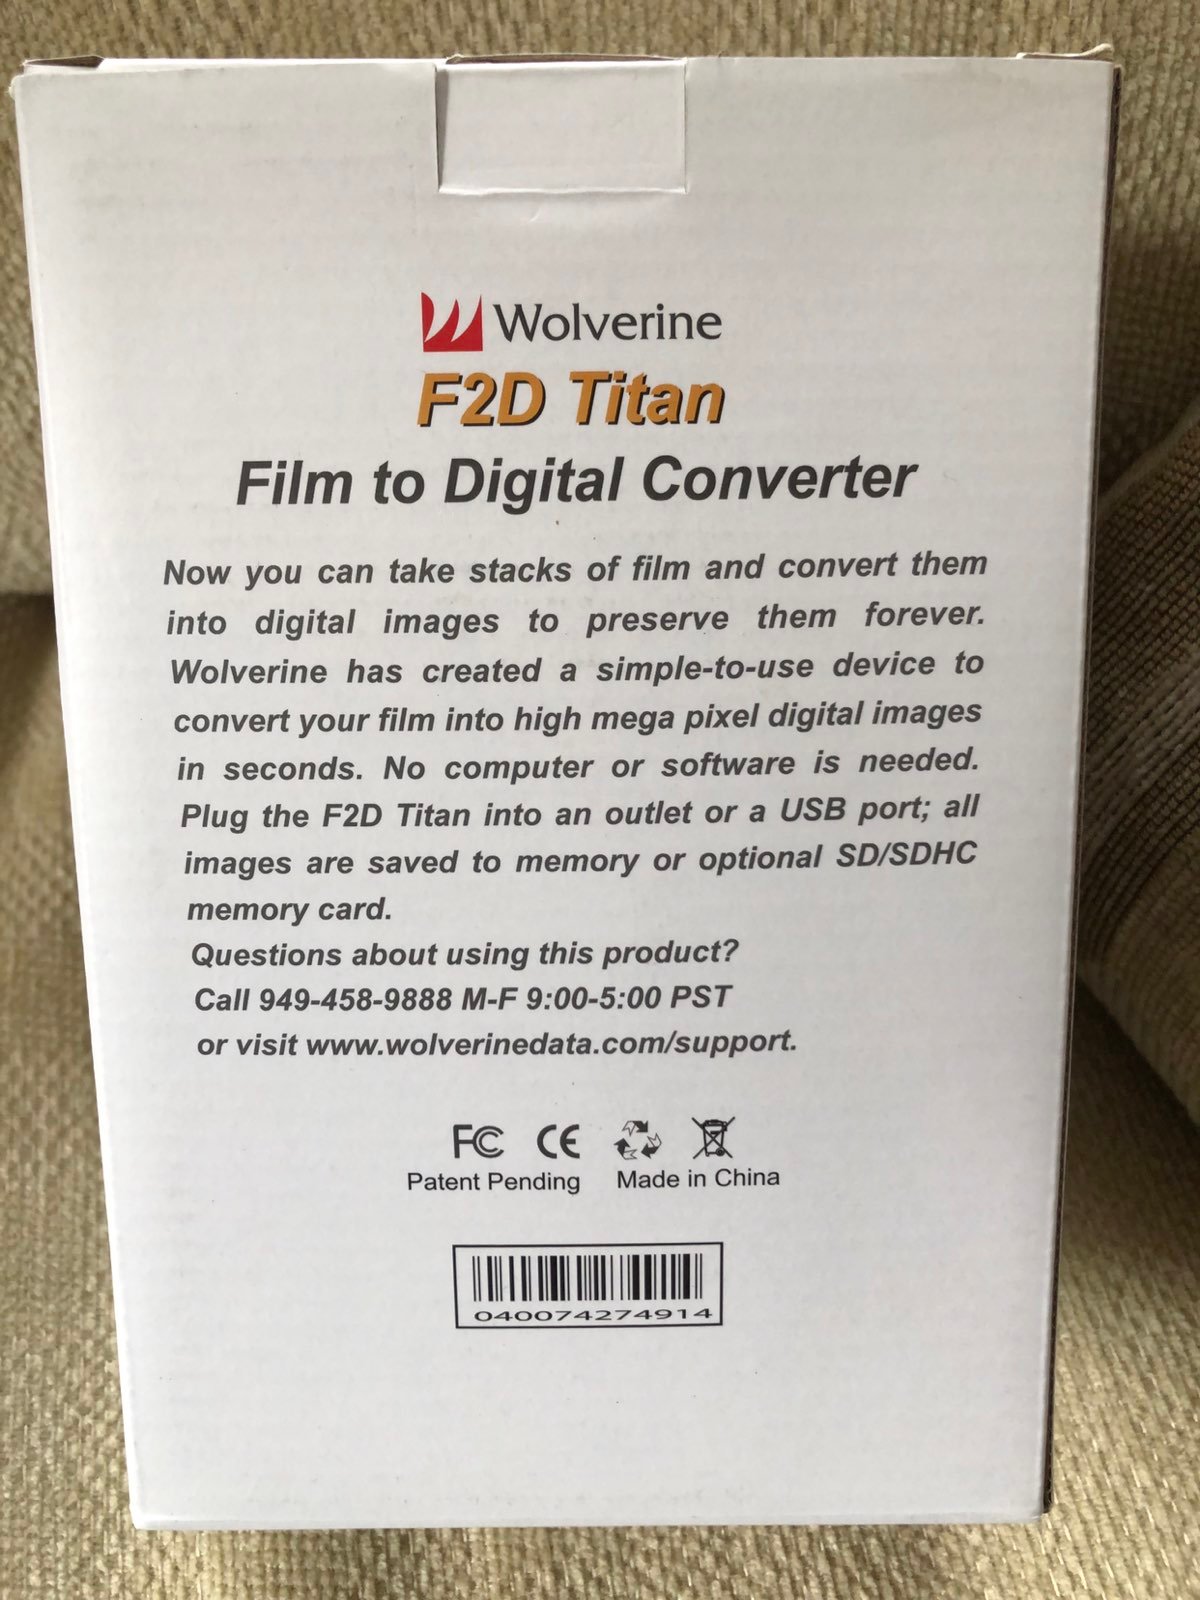 Wolverine
F2D Titan
Film to Digital Converter
Now you can take stacks of film and convert them
into digital images to preserve them forever.
Wolverine has created a simple-to-use device to
convert your film into high mega pixel digital images
in seconds. No computer or software is needed.
Plug the F2D Titan into an outlet or a USB port; all
images are saved to memory or optional SD/SDHC
memory card.
Questions about using this product?
Call 949-458-9888 M-F 9:00-5:00 PST
or visit www.wolverinedata.com/support.
FC CE
Patent Pending Made in China
040074274914